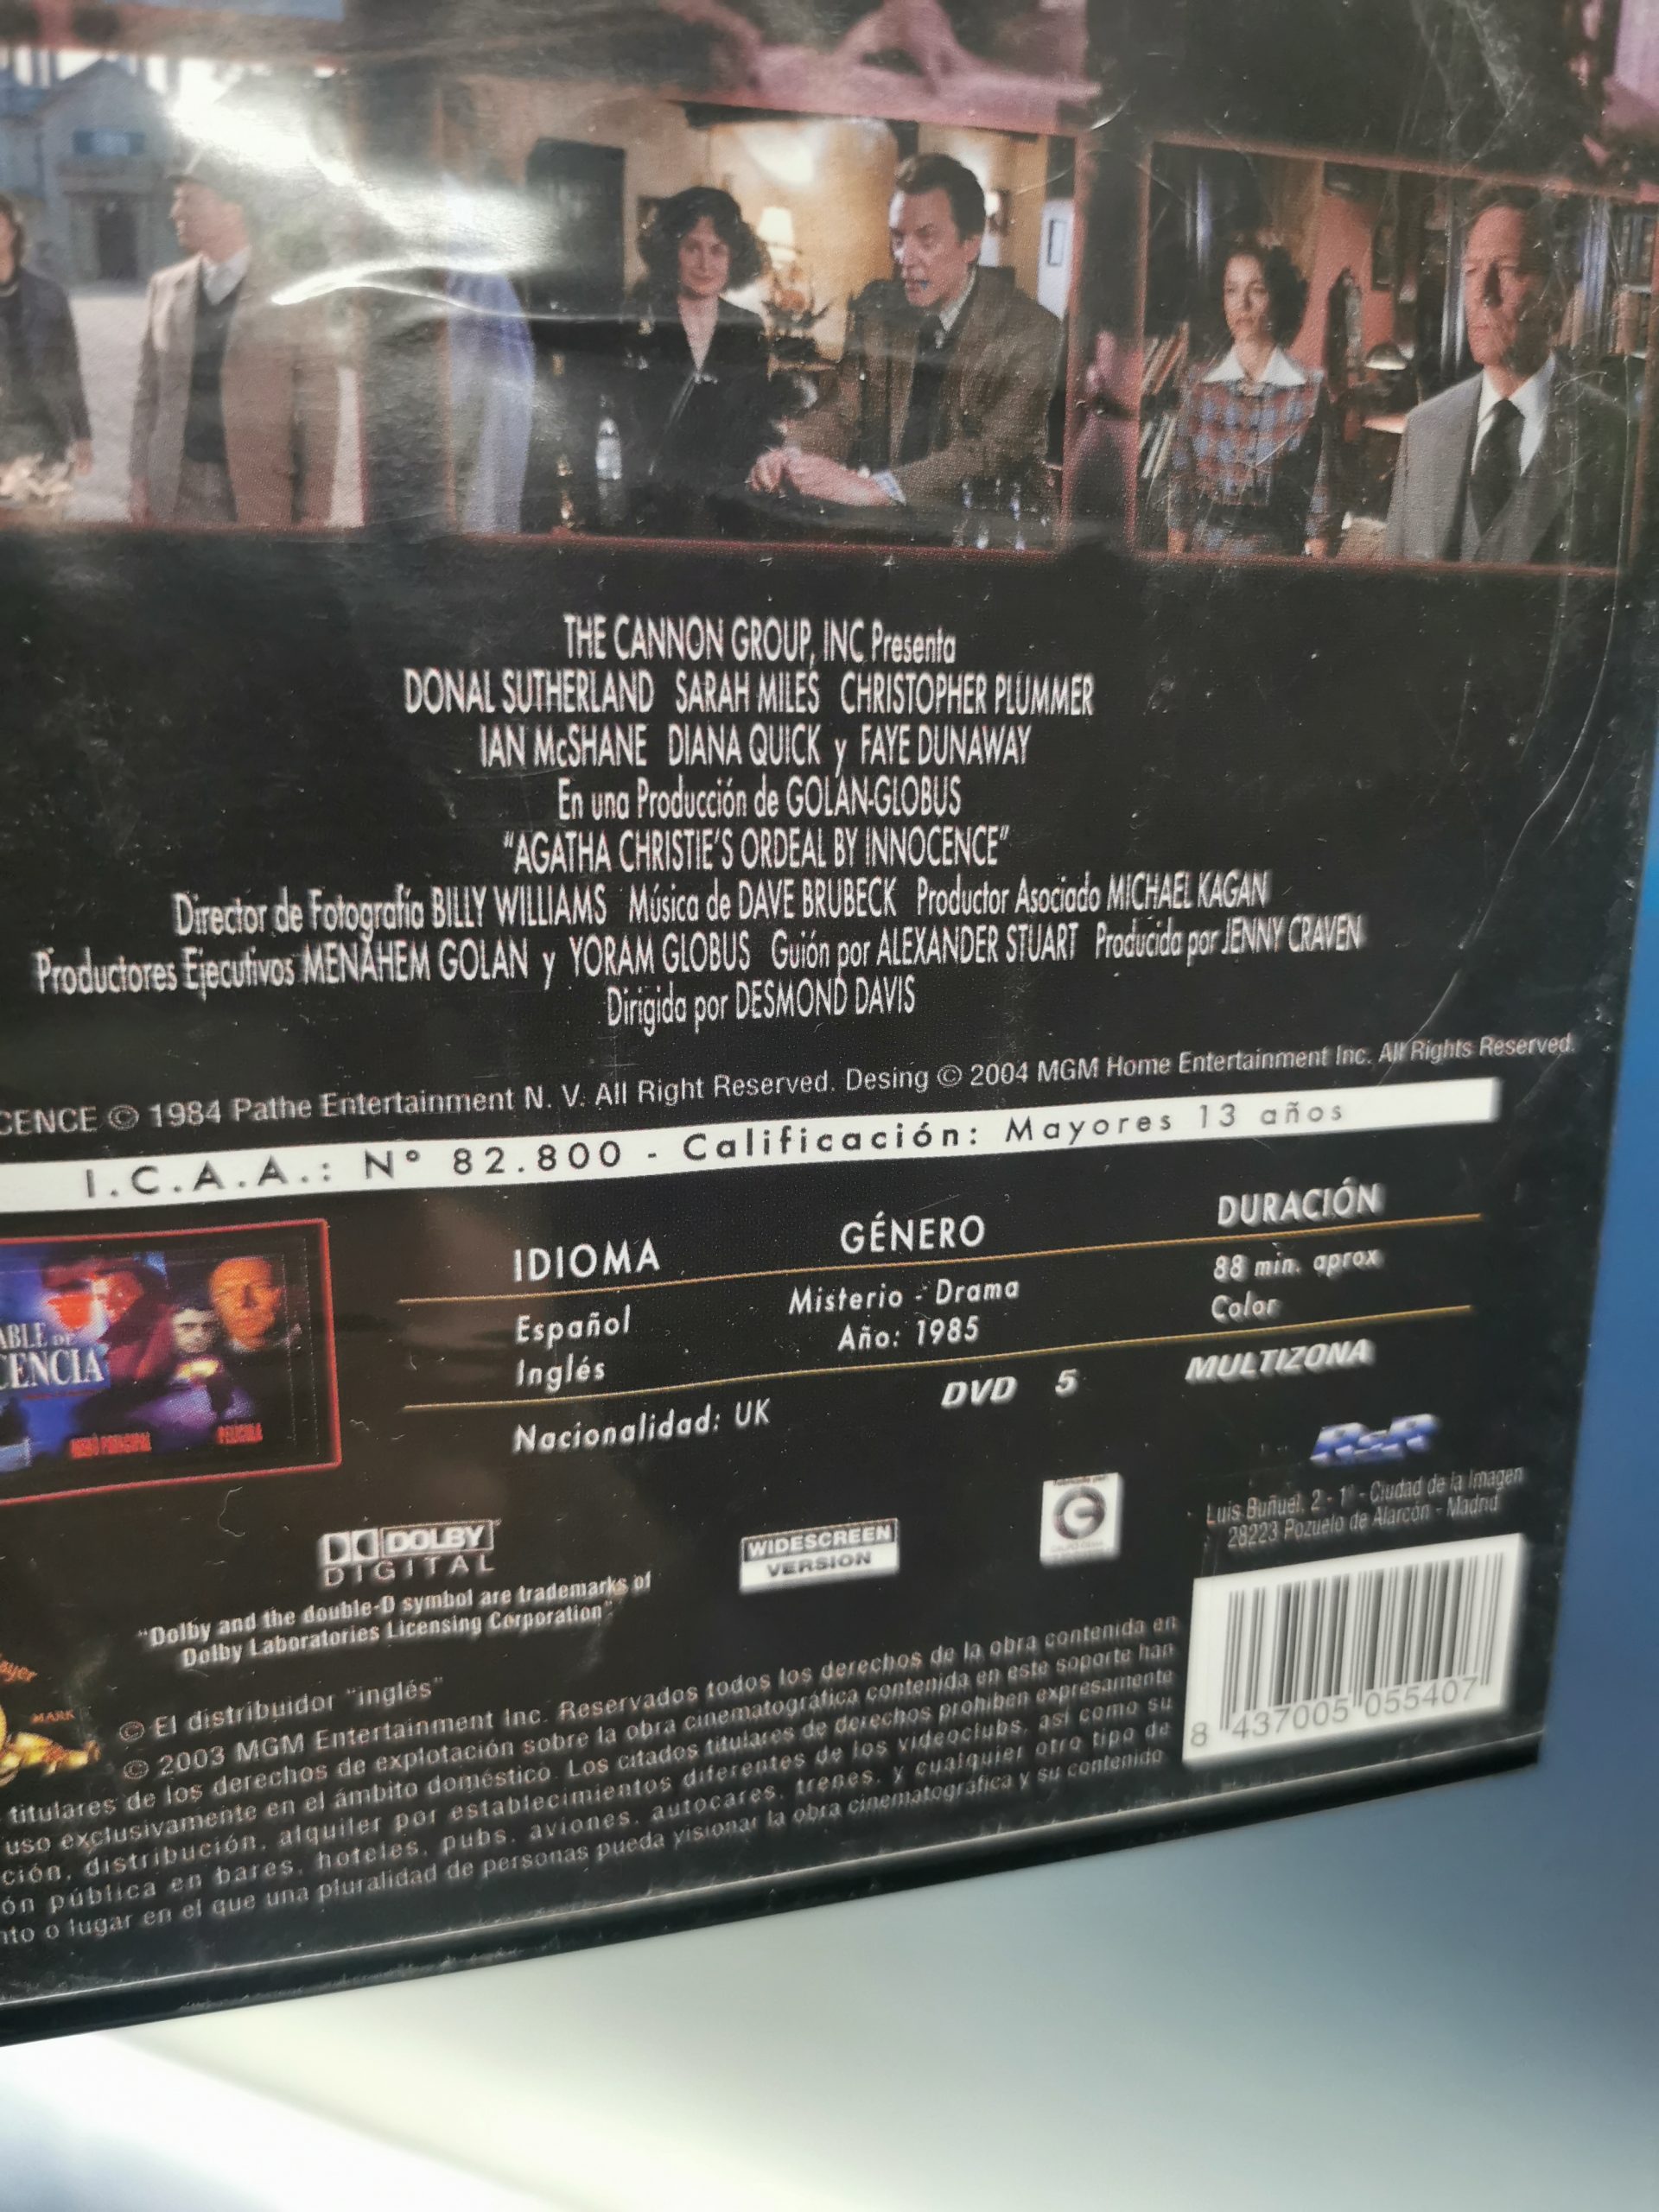 THE CANNON GROUP, INC Presenta
DONAL SUTHERLAND SARAH MILES CHRISTOPHER PLUMMER
IAN McSHANE DIANA QUICK y FAYE DUNAWAY
En una Producción de GOLAN-GLOBUS
"AGATHA CHRISTIE'S ORDEAL BY INNOCENCE"
Director de Fotografía BILLY WILLIAMS Música de DAVE BRUBECK Productor Asociado MICHAEL KAGAN
Productores Ejecutivos MENAHEM GOLAN y YORAM GLOBUS Guión por ALEXANDER STUART Producida por JENNY CRAVEN
Dirigida por DESMOND DAVIS
CENCE © 1984 Pathe Entertainment N. V. All Right Reserved. Desing © 2004 MGM Home Entertainment Inc. All Rights Reserved.
I.C.A.A.: Nº 82.800 - Calificación: Mayores 13 años
ABLE DE
CENCIA
MENÚ PRINCIPAL PELICULA
IDIOMA GÉNERO DURACIÓN
Español Misterio - Drama 88 min. aprox
Inglés Año: 1985 Color
Nacionalidad: UK DVD 5 MULTIZONA
DOLBY
DIGITAL
WIDESCREEN
VERSION
G
R&R
Luis Buñuel, 2 - 1º - Ciudad de la Imagen
28223 Pozuelo de Alarcón - Madrid
"Dolby and the double-D symbol are trademarks of
Dolby Laboratories Licensing Corporation"
ayer
MARK
© El distribuidor "inglés"
© 2003 MGM Entertainment Inc. Reservados todos los derechos de la obra contenida en
titulares de los derechos de explotación sobre la obra cinematográfica contenida en este soporte han
uso exclusivamente en el ámbito doméstico. Los citados titulares de derechos prohiben expresamente
ción, distribución, alquiler por establecimientos diferentes de los videoclubs, así como su
ón pública en bares, hoteles, pubs, aviones, autocares, trenes, y cualquier otro tipo de
nto o lugar en el que una pluralidad de personas pueda visionar la obra cinematográfica y su contenido
8 437005 055407